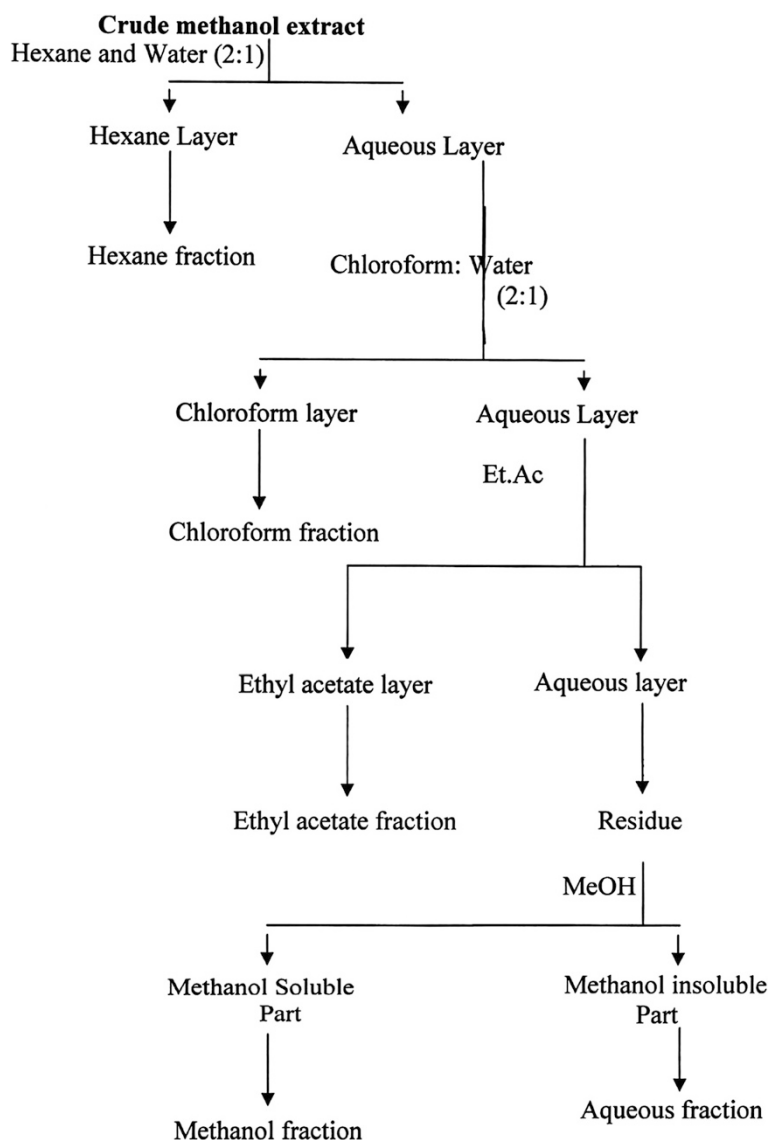 Crude methanol extract
Hexane and Water (2:1)
Hexane Layer
Aqueous Layer
Hexane fraction
Chloroform: Water
(2:1)
Chloroform layer
Aqueous Layer
Et.Ac
Chloroform fraction
Ethyl acetate layer
Aqueous layer
Ethyl acetate fraction
Residue
MeOH
Methanol Soluble
Part
Methanol insoluble
Part
Methanol fraction
Aqueous fraction